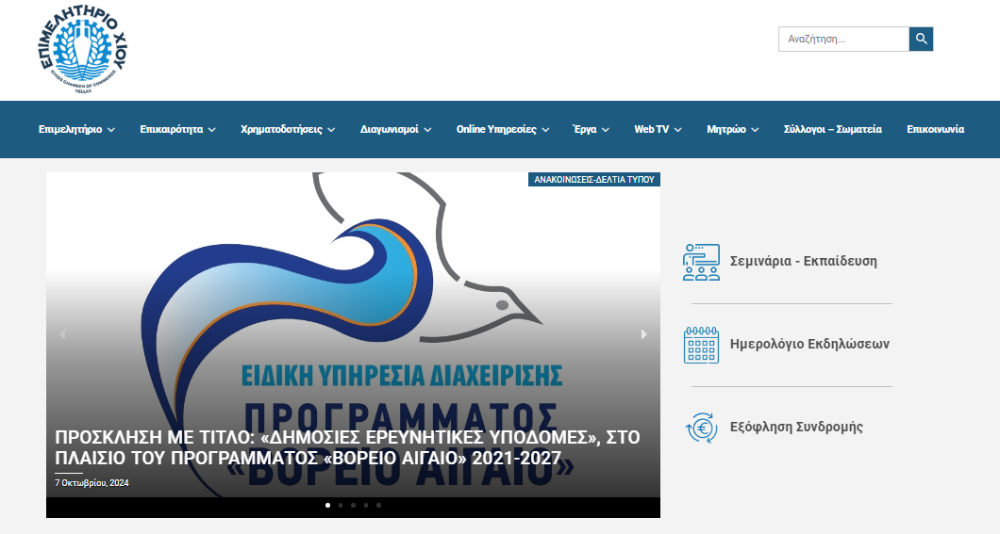 ΕΠΙΜΕΛΗΤΗΡΙΟ ΧΙΟΥ
CHIOS CHAMBER OF COMMERCE
HELLAS
Αναζήτηση...
Επιμελητήριο Επικαιρότητα Χρηματοδοτήσεις Διαγωνισμοί Online Υπηρεσίες Έργα Web TV Μητρώο Σύλλογοι – Σωματεία Επικοινωνία
ΑΝΑΚΟΙΝΩΣΕΙΣ-ΔΕΛΤΙΑ ΤΥΠΟΥ
ΕΙΔΙΚΗ ΥΠΗΡΕΣΙΑ ΔΙΑΧΕΙΡΙΣΗΣ
ΠΡΟΓΡΑΜΜΑΤΟΣ
«ΒΟΡΕΙΟ ΑΙΓΑΙΟ»
ΠΡΟΣΚΛΗΣΗ ΜΕ ΤΙΤΛΟ: «ΔΗΜΟΣΙΕΣ ΕΡΕΥΝΗΤΙΚΕΣ ΥΠΟΔΟΜΕΣ», ΣΤΟ
ΠΛΑΙΣΙΟ ΤΟΥ ΠΡΟΓΡΑΜΜΑΤΟΣ «ΒΟΡΕΙΟ ΑΙΓΑΙΟ» 2021-2027
7 Οκτωβρίου, 2024
Σεμινάρια - Εκπαίδευση
Ημερολόγιο Εκδηλώσεων
Εξόφληση Συνδρομής